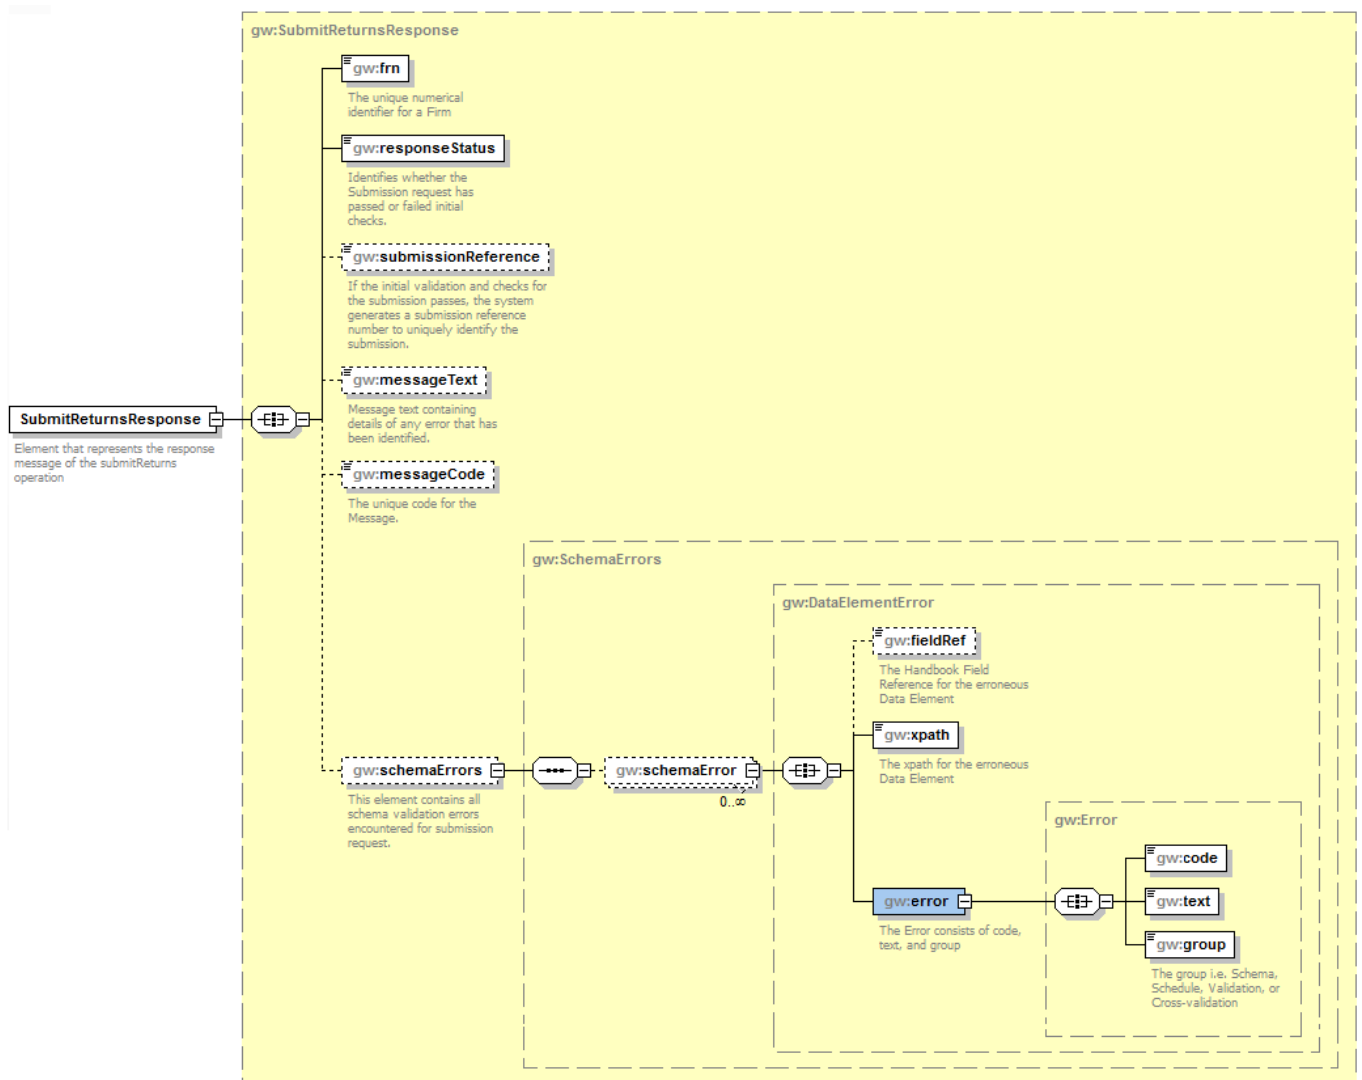 gw:SubmitReturnsResponse
gw:frn
The unique numerical
identifier for a Firm
gw:responseStatus
Identifies whether the
Submission request has
passed or failed initial
checks.
gw:submissionReference
If the initial validation and checks for
the submission passes, the system
generates a submission reference
number to uniquely identify the
submission.
gw:messageText
Message text containing
details of any error that has
been identified.
SubmitReturnsResponse
Element that represents the response
message of the submitReturns
operation
gw:messageCode
The unique code for the
Message.
gw:SchemaErrors
gw:DataElementError
gw:fieldRef
The Handbook Field
Reference for the erroneous
Data Element
gw:xpath
The xpath for the erroneous
Data Element
gw:schemaErrors
This element contains all
schema validation errors
encountered for submission
request.
gw:schemaError
0..∞
gw:Error
gw:code
gw:error
The Error consists of code,
text, and group
gw:text
gw:group
The group i.e. Schema,
Schedule, Validation, or
Cross-validation